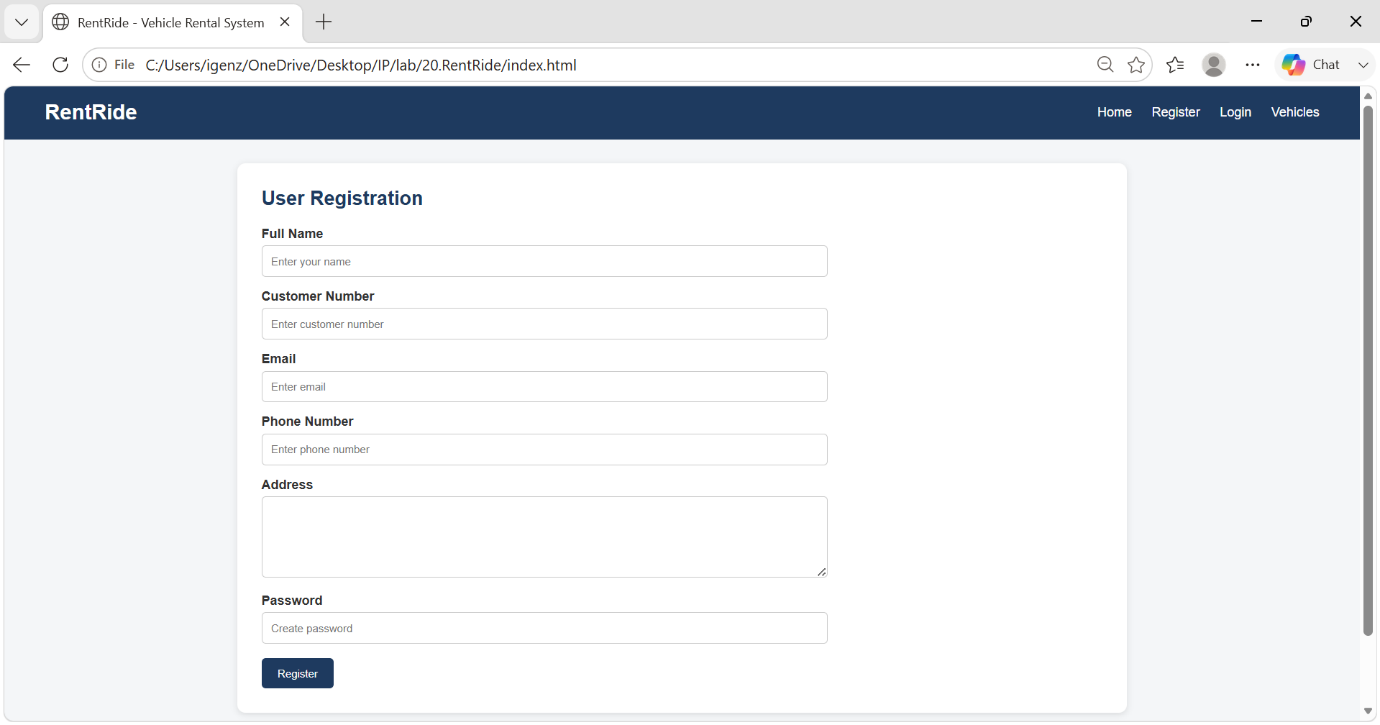 RentRide - Vehicle Rental System
File C:/Users/igenz/OneDrive/Desktop/IP/lab/20.RentRide/index.html
Chat
RentRide
Home Register Login Vehicles
User Registration
Full Name
Enter your name
Customer Number
Enter customer number
Email
Enter email
Phone Number
Enter phone number
Address
Password
Create password
Register